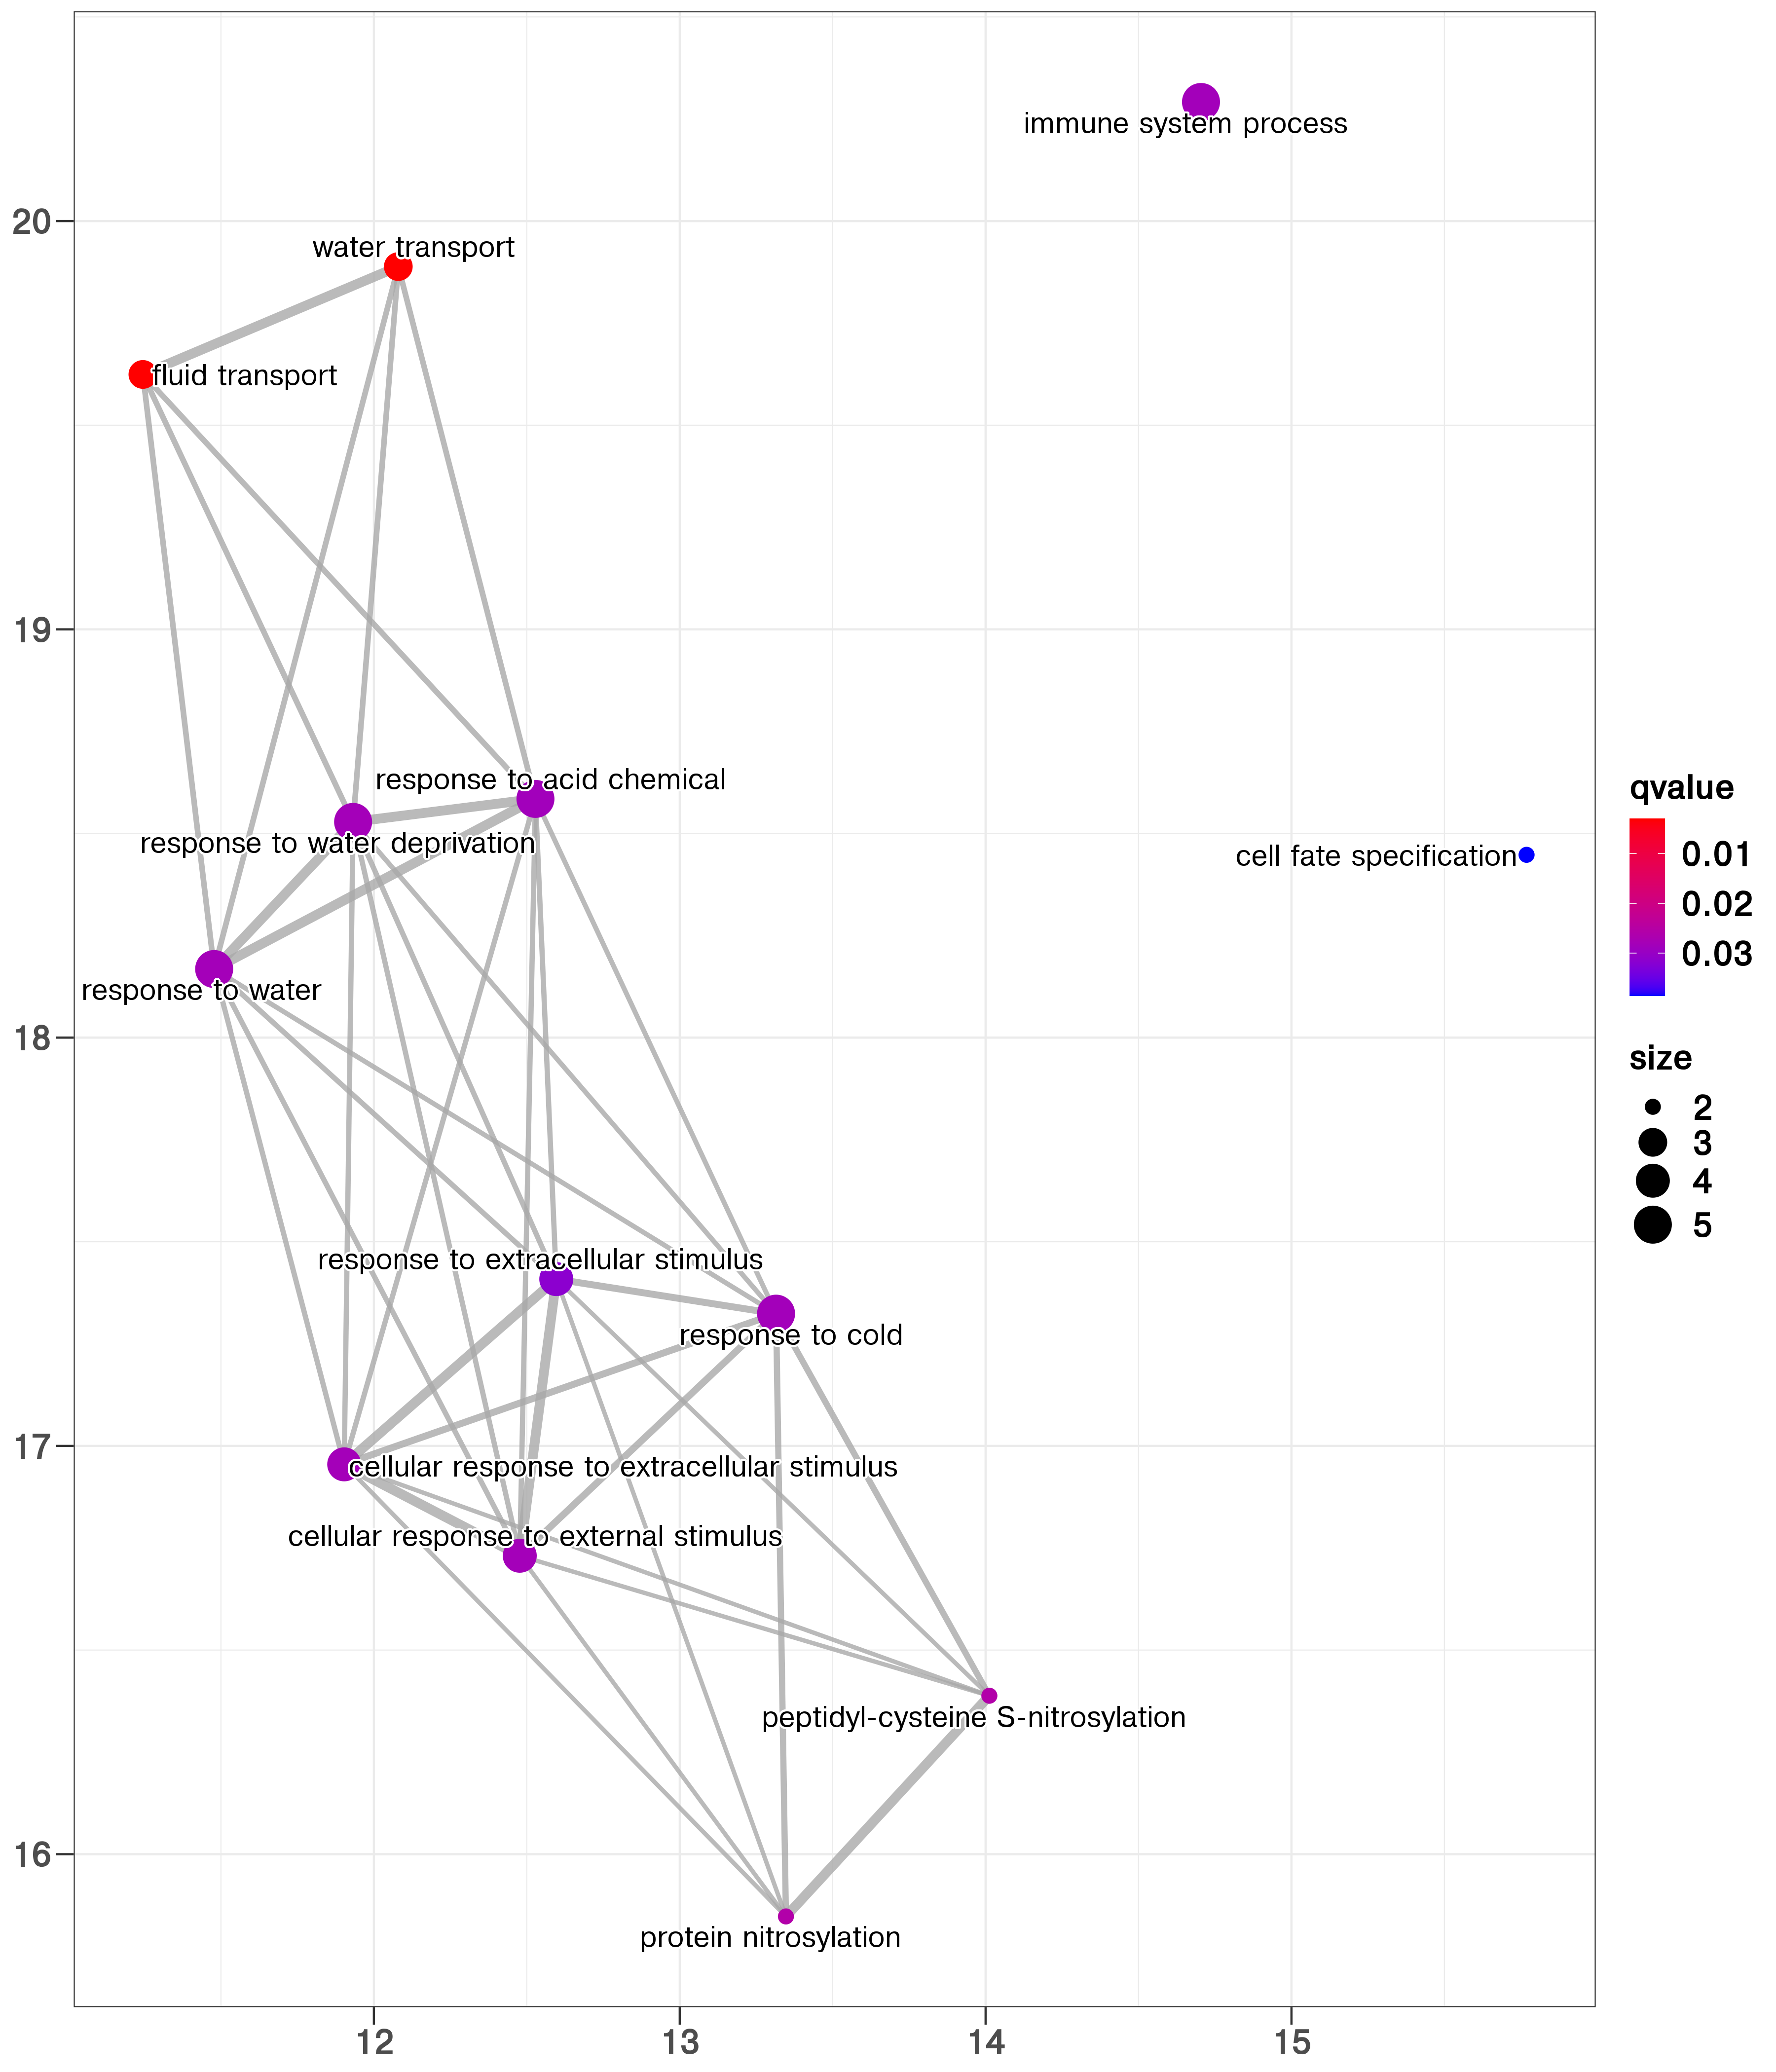 immune system process
20
water transport
fluid transport
19
response to acid chemical
response to water deprivation
cell fate specification
response to water
18
response to extracellular stimulus
response to cold
17
cellular response to extracellular stimulus
cellular response to external stimulus
peptidyl-cysteine S-nitrosylation
16
protein nitrosylation
12 13 14 15
qvalue
0.01
0.02
0.03
size
2
3
4
5